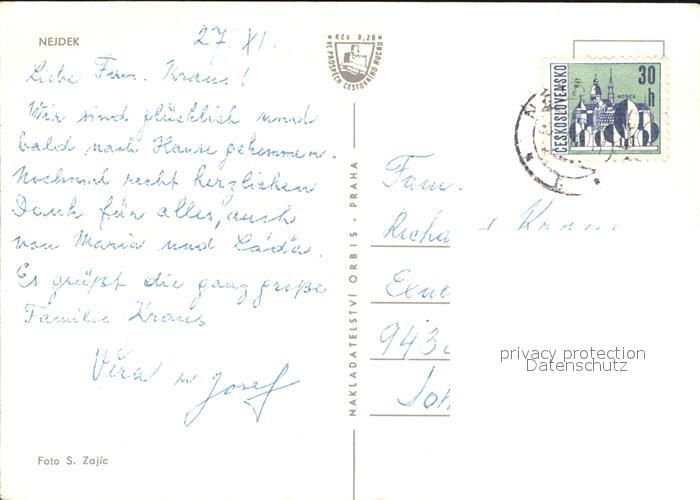 NEJDEK
27. XI.
Liebe Fam. Kraus!
Wir sind glücklich und
bald nach Hause gekommen.
Nochmal recht herzlichen
Dank für alles, auch
von Maria und Láďa.
Es grüßt die ganz große
Familie Kraus
Věra u Josef
Foto S. Zajíc
Kčs 0,20
VE PROSPĚCH CESTOVNÍHO RUCHU
NAKLADATELSTVÍ ORBIS - PRAHA
ČESKOSLOVENSKO
30 h
KOŠICE
Fam.
Richa Kraus
943
privacy protection
Datenschutz